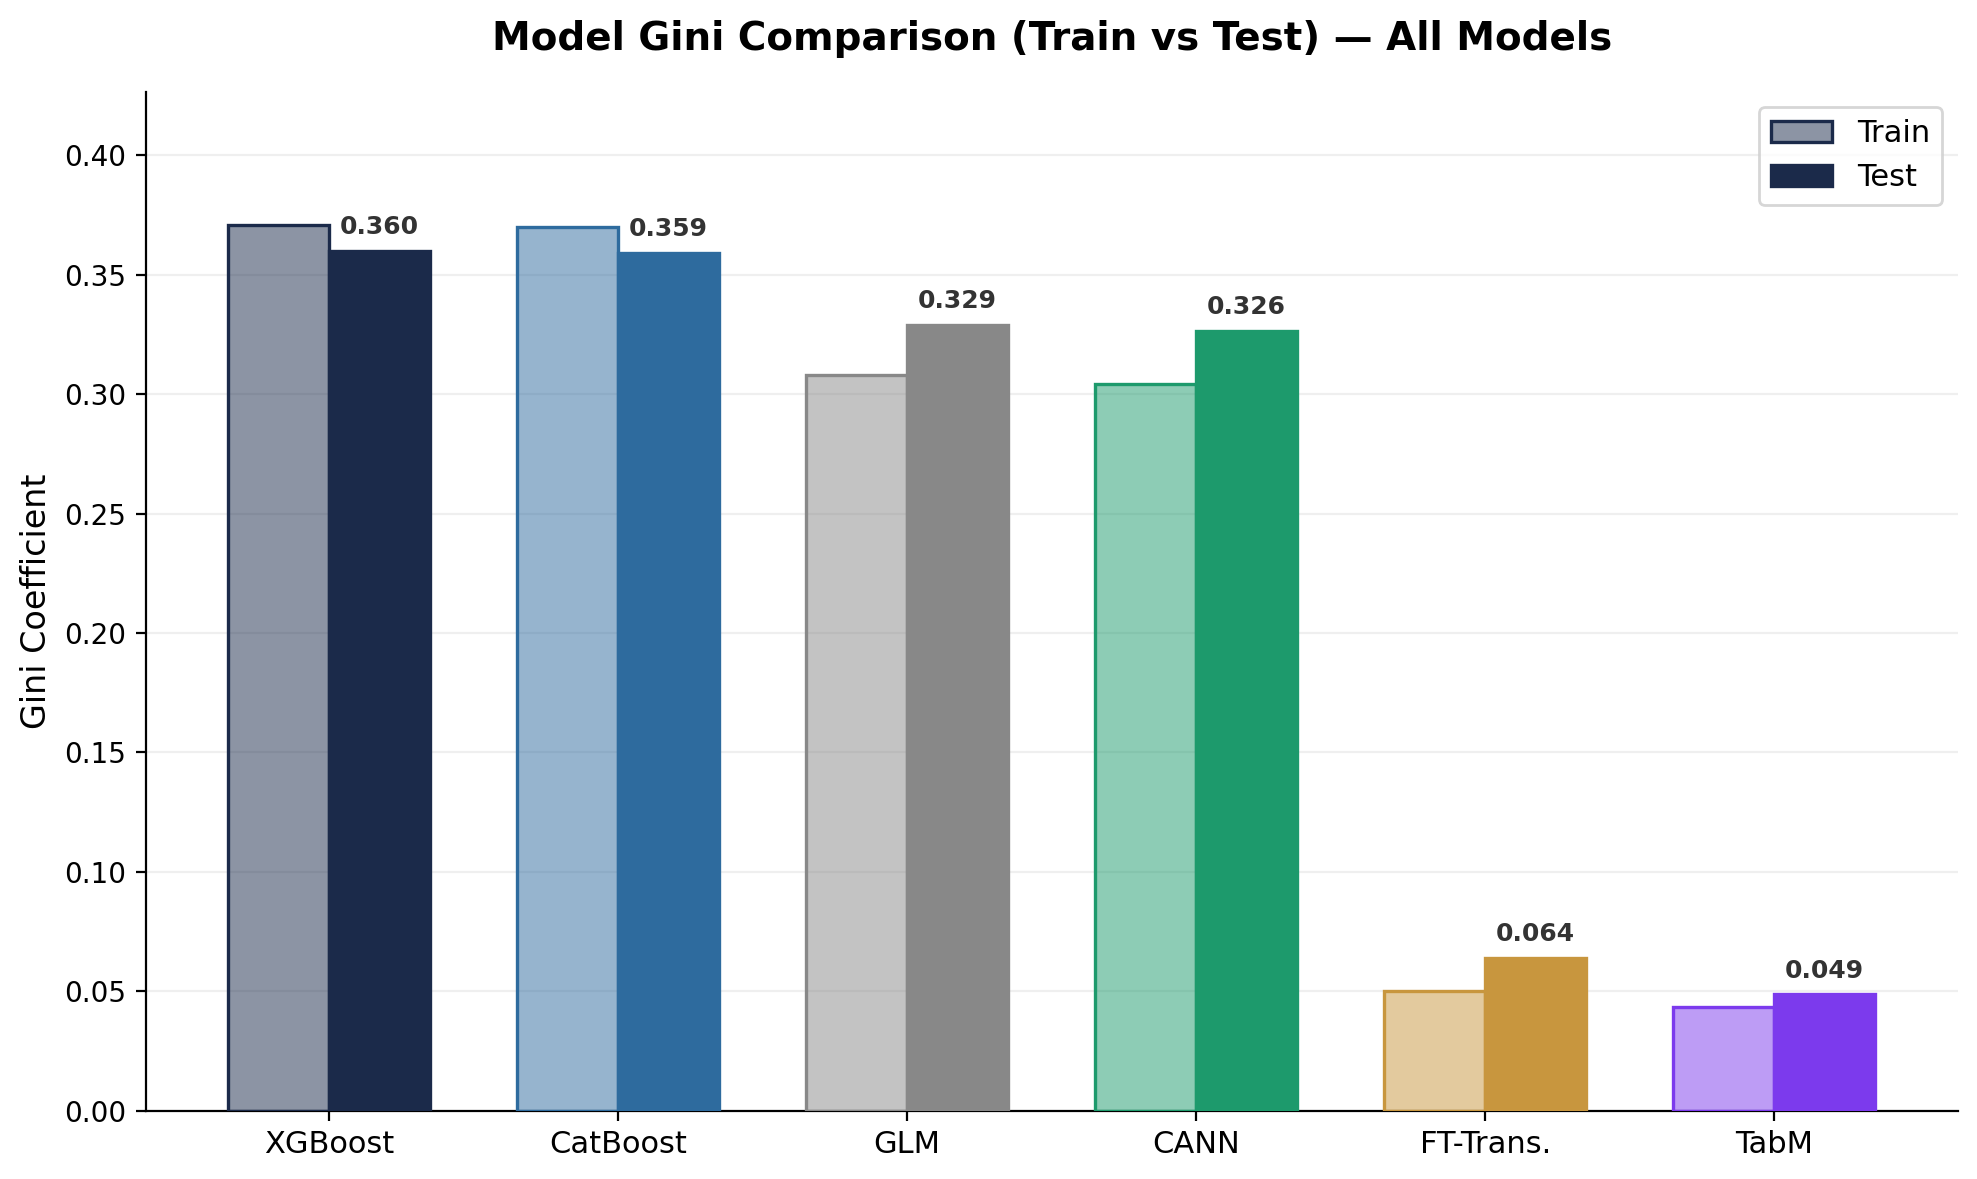 Model Gini Comparison (Train vs Test) — All Models
Train
Test
Gini Coefficient
0.40
0.35
0.30
0.25
0.20
0.15
0.10
0.05
0.00
0.360
0.359
0.329
0.326
0.064
0.049
XGBoost
CatBoost
GLM
CANN
FT-Trans.
TabM